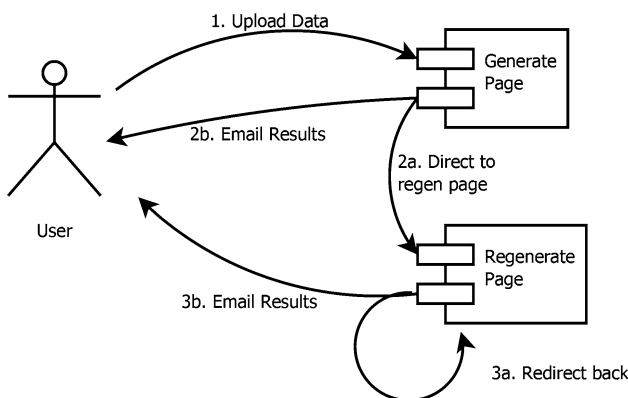 1. Upload Data
Generate
Page
2b. Email Results
2a. Direct to
regen page
User
Regenerate
Page
3b. Email Results
3a. Redirect back